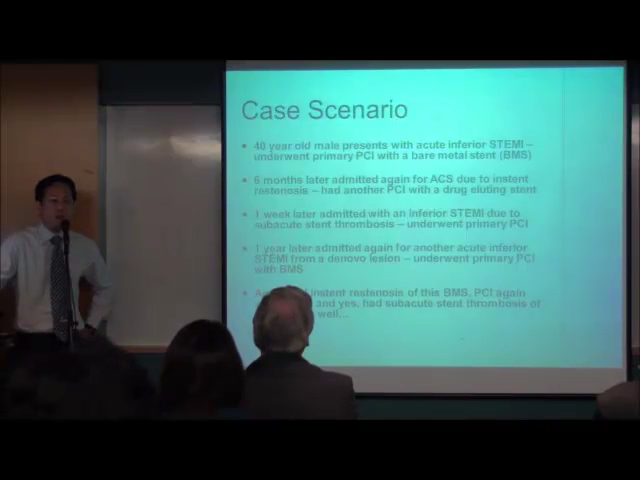 Case Scenario
• 40 year old male presents with acute inferior STEMI –
underwent primary PCI with a bare metal stent (BMS)
• 6 months later admitted again for ACS due to instent
restenosis – had another PCI with a drug eluting stent
• 1 week later admitted with an inferior STEMI due to
subacute stent thrombosis – underwent primary PCI
• 1 year later admitted again for another acute inferior
STEMI from a denovo lesion – underwent primary PCI
with BMS
• instent restenosis of this BMS, PCI again
and yes, had subacute stent thrombosis of
well...